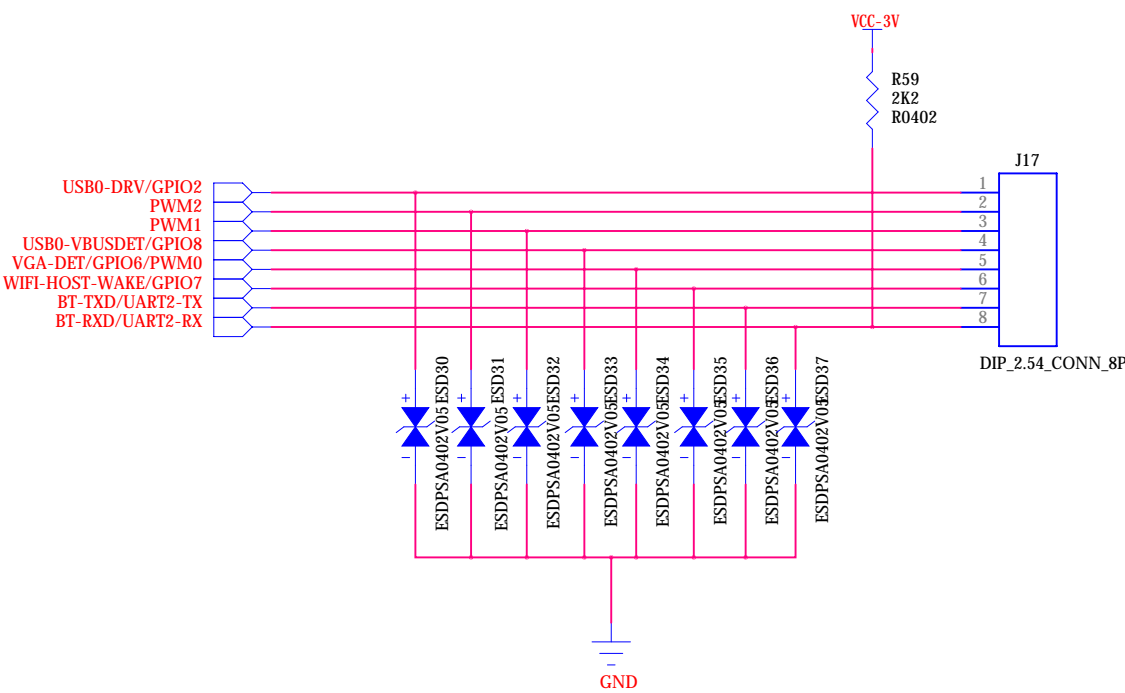 VCC-3V
R59
2K2
R0402
J17
USB0-DRV/GPIO2
1
PWM2
2
PWM1
3
USB0-VBUSDET/GPIO8
4
VGA-DET/GPIO6/PWM0
5
WIFI-HOST-WAKE/GPIO7
6
BT-TXD/UART2-TX
7
BT-RXD/UART2-RX
8
DIP_2.54_CONN_8P
ESD30
ESD31
ESD32
ESD33
ESD34
ESD35
ESD36
ESD37
+
+
+
+
+
+
+
+
ESDPSA0402V05
ESDPSA0402V05
ESDPSA0402V05
ESDPSA0402V05
ESDPSA0402V05
ESDPSA0402V05
ESDPSA0402V05
ESDPSA0402V05
−
−
−
−
−
−
−
−
GND